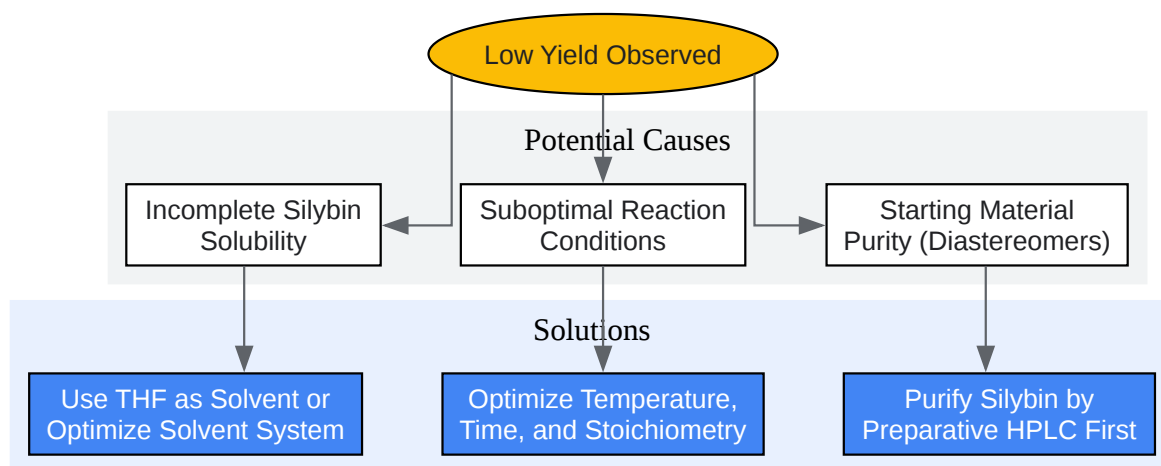 Low Yield Observed
Potential Causes
Incomplete Silybin
Solubility
Suboptimal Reaction
Conditions
Starting Material
Purity (Diastereomers)
Solutions
Use THF as Solvent or
Optimize Solvent System
Optimize Temperature,
Time, and Stoichiometry
Purify Silybin by
Preparative HPLC First